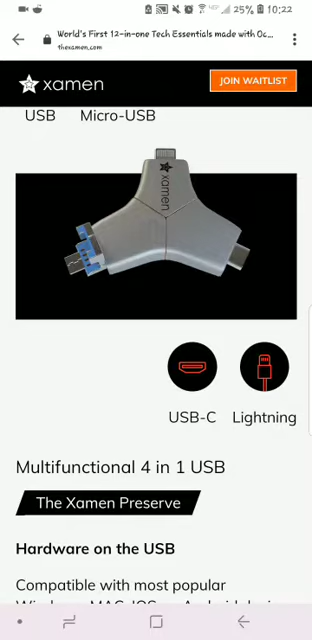 25% 10:22
World's First 12-in-one Tech Essentials made with Oc...
thexamen.com
xamen
JOIN WAITLIST
USB Micro-USB
xamen
USB-C Lightning
Multifunctional 4 in 1 USB
The Xamen Preserve
Hardware on the USB
Compatible with most popular